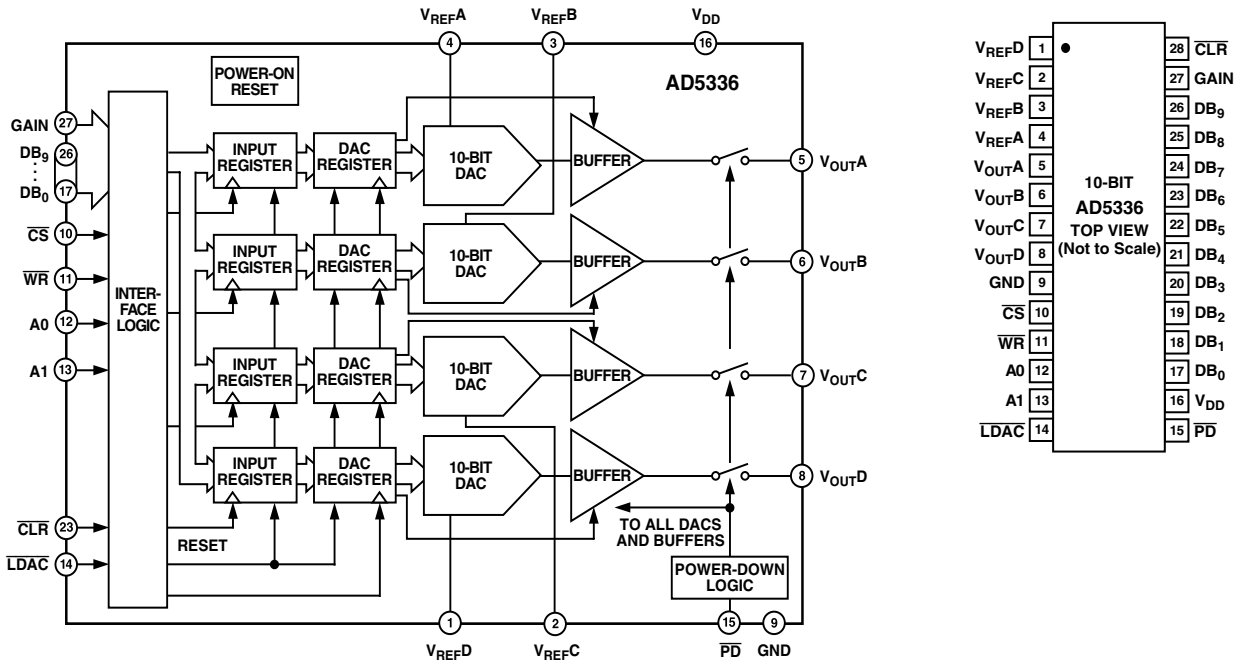 VREFA VREFB VDD
4 3 16
POWER-ON
RESET
AD5336
GAIN 27
DB9 26
DB0 17
CS 10
WR 11
A0 12
A1 13
CLR 23
LDAC 14
INTER-
FACE
LOGIC
INPUT
REGISTER
DAC
REGISTER
10-BIT
DAC
BUFFER
5 VOUTA
INPUT
REGISTER
DAC
REGISTER
10-BIT
DAC
BUFFER
6 VOUTB
INPUT
REGISTER
DAC
REGISTER
10-BIT
DAC
BUFFER
7 VOUTC
INPUT
REGISTER
DAC
REGISTER
10-BIT
DAC
BUFFER
8 VOUTD
RESET
TO ALL DACS
AND BUFFERS
POWER-DOWN
LOGIC
1 2 15 9
VREFD VREFC PD GND
VREFD 1
VREFC 2
VREFB 3
VREFA 4
VOUTA 5
VOUTB 6
VOUTC 7
VOUTD 8
GND 9
CS 10
WR 11
A0 12
A1 13
LDAC 14
10-BIT
AD5336
TOP VIEW
(Not to Scale)
28 CLR
27 GAIN
26 DB9
25 DB8
24 DB7
23 DB6
22 DB5
21 DB4
20 DB3
19 DB2
18 DB1
17 DB0
16 VDD
15 PD